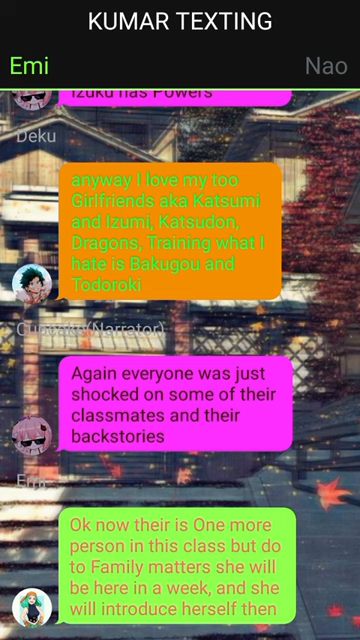 KUMAR TEXTING
Emi
Nao
Izuku has Powers
Deku
anyway I love my too
Girlfriends aka Katsumi
and Izumi, Katsudon,
Dragons, Training what I
hate is Bakugou and
Todoroki
Cupcake(Narrator)
Again everyone was just
shocked on some of their
classmates and their
backstories
Emi
Ok now their is One more
person in this class but do
to Family matters she will
be here in a week, and she
will introduce herself then